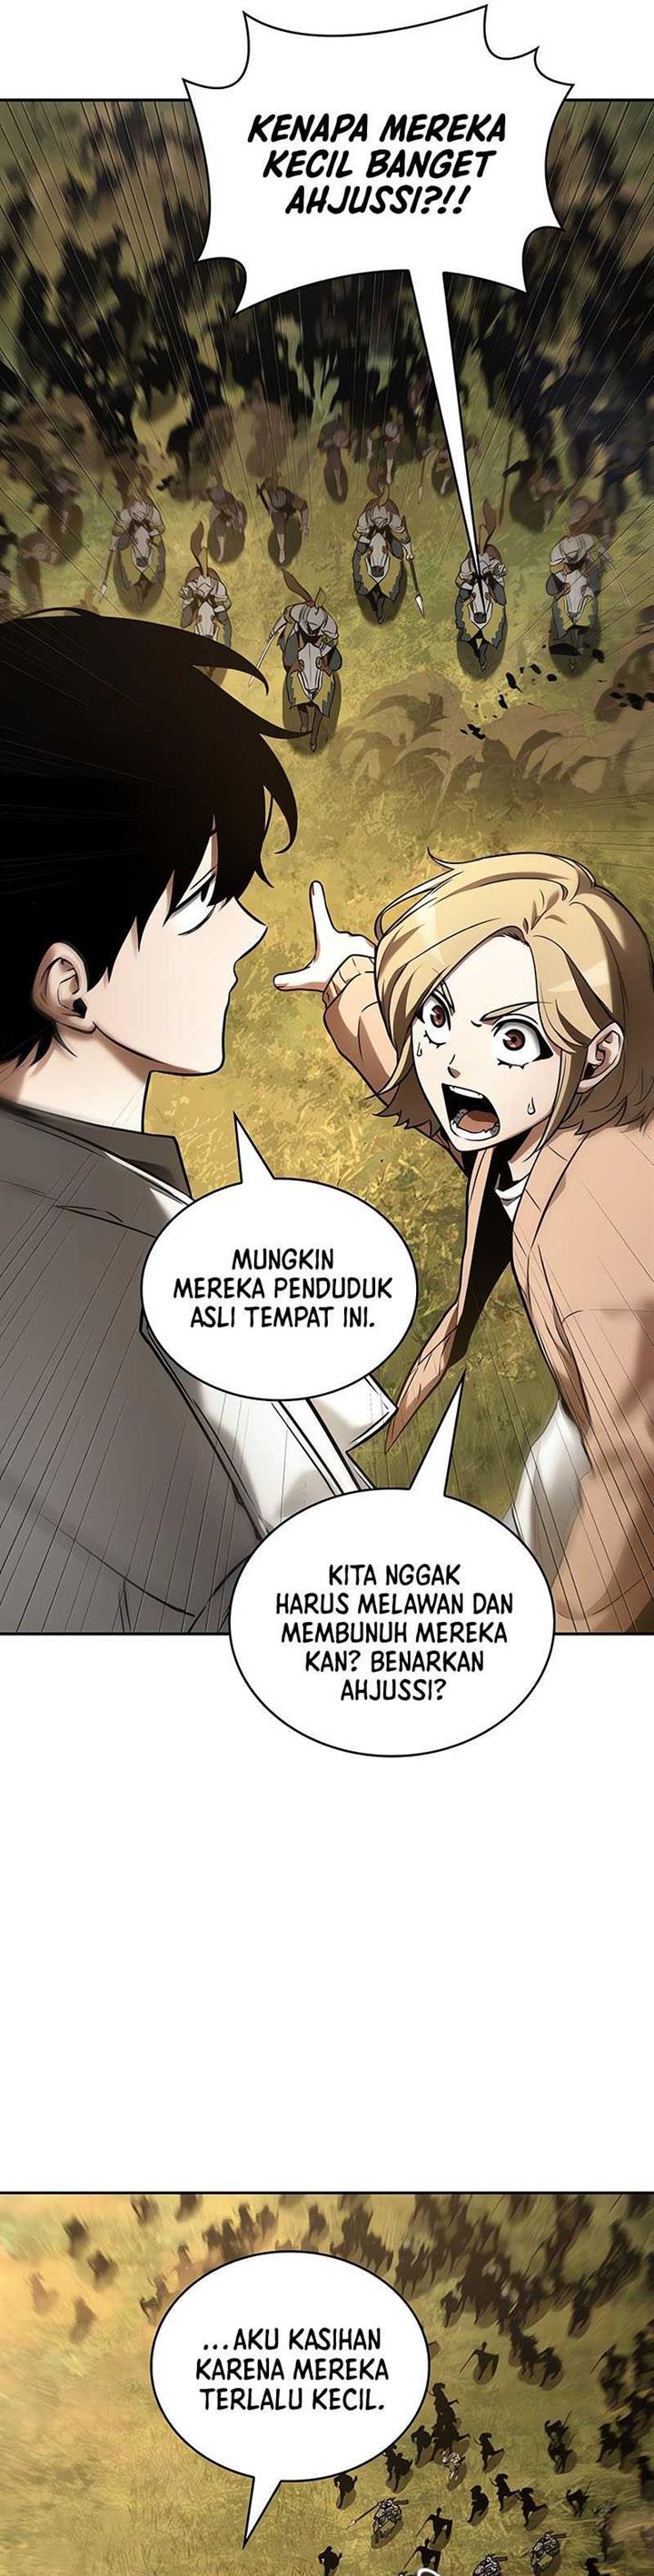 KENAPA MEREKA
KECIL BANGET
AHJUSSI?!!
MUNGKIN
MEREKA PENDUDUK
ASLI TEMPAT INI.
KITA NGGAK
HARUS MELAWAN DAN
MEMBUNUH MEREKA
KAN? BENARKAN
AHJUSSI?
...AKU KASIHAN
KARENA MEREKA
TERLALU KECIL.